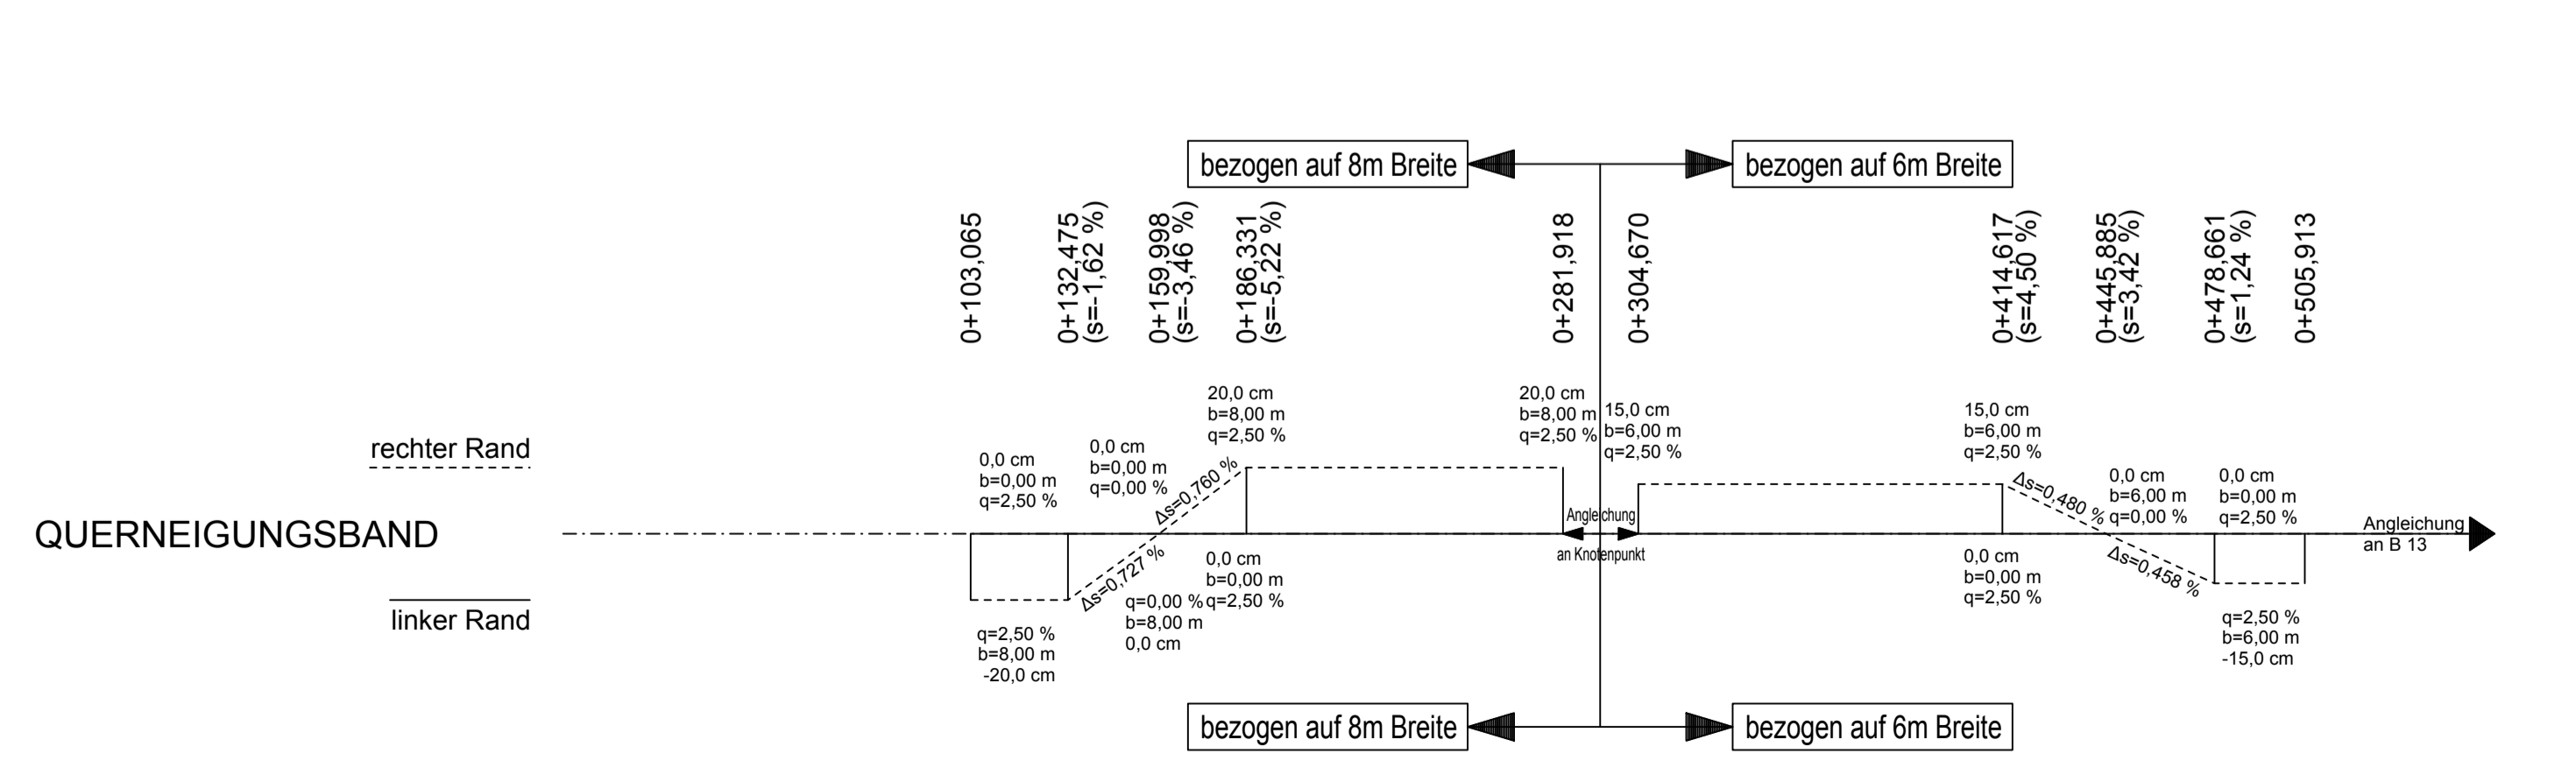 bezogen auf 8m Breite
bezogen auf 6m Breite
0+103,065
0+132,475
(s=-1,62 %)
0+159,998
(s=-3,46 %)
0+186,331
(s=-5,22 %)
0+281,918
0+304,670
0+414,617
(s=4,50 %)
0+445,885
(s=3,42 %)
0+478,661
(s=1,24 %)
0+505,913
rechter Rand
QUERNEIGUNGSBAND
linker Rand
0,0 cm
b=0,00 m
q=2,50 %
q=2,50 %
b=8,00 m
-20,0 cm
0,0 cm
b=0,00 m
q=0,00 %
Δs=0,727 %
Δs=0,760 %
q=0,00 %
b=8,00 m
0,0 cm
20,0 cm
b=8,00 m
q=2,50 %
0,0 cm
b=0,00 m
q=2,50 %
20,0 cm
b=8,00 m
q=2,50 %
Angleichung
an Knotenpunkt
15,0 cm
b=6,00 m
q=2,50 %
15,0 cm
b=6,00 m
q=2,50 %
0,0 cm
b=0,00 m
q=2,50 %
Δs=0,480 %
Δs=0,458 %
0,0 cm
b=6,00 m
q=0,00 %
0,0 cm
b=0,00 m
q=2,50 %
q=2,50 %
b=6,00 m
-15,0 cm
Angleichung
an B 13
bezogen auf 8m Breite
bezogen auf 6m Breite